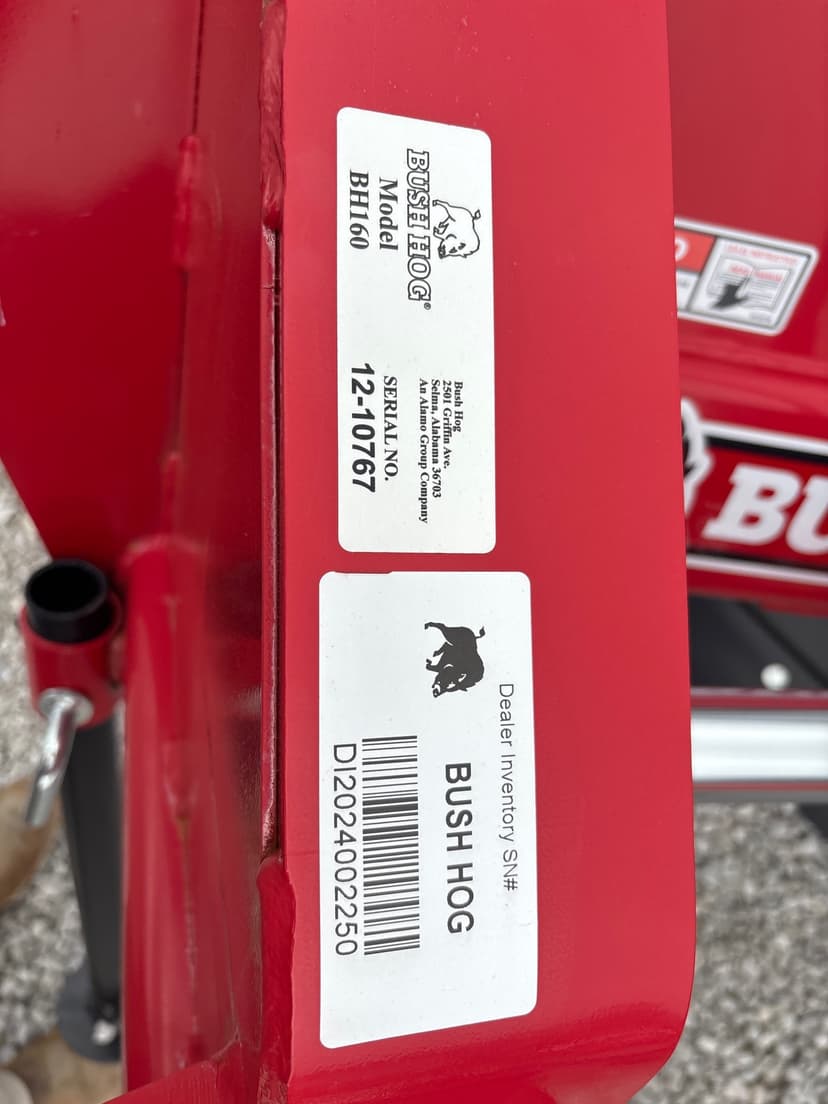 BUSH HOG®
Model
BH160
Bush Hog
2501 Griffin Ave.
Selma, Alabama 36703
An Alamo Group Company
SERIAL NO.
12-10767
Dealer Inventory SN#
BUSH HOG
DI2024002250
BU